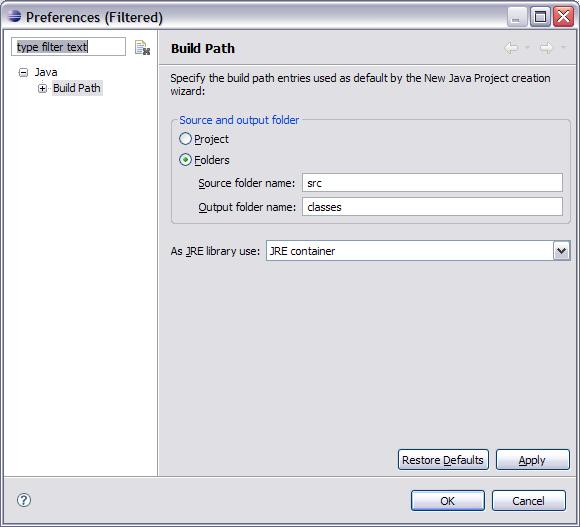 Preferences (Filtered)
type filter text
Build Path
Java
Build Path
Specify the build path entries used as default by the New Java Project creation
wizard:
Source and output folder
Project
Folders
Source folder name: src
Output folder name: classes
As JRE library use: JRE container
Restore Defaults Apply
? OK Cancel